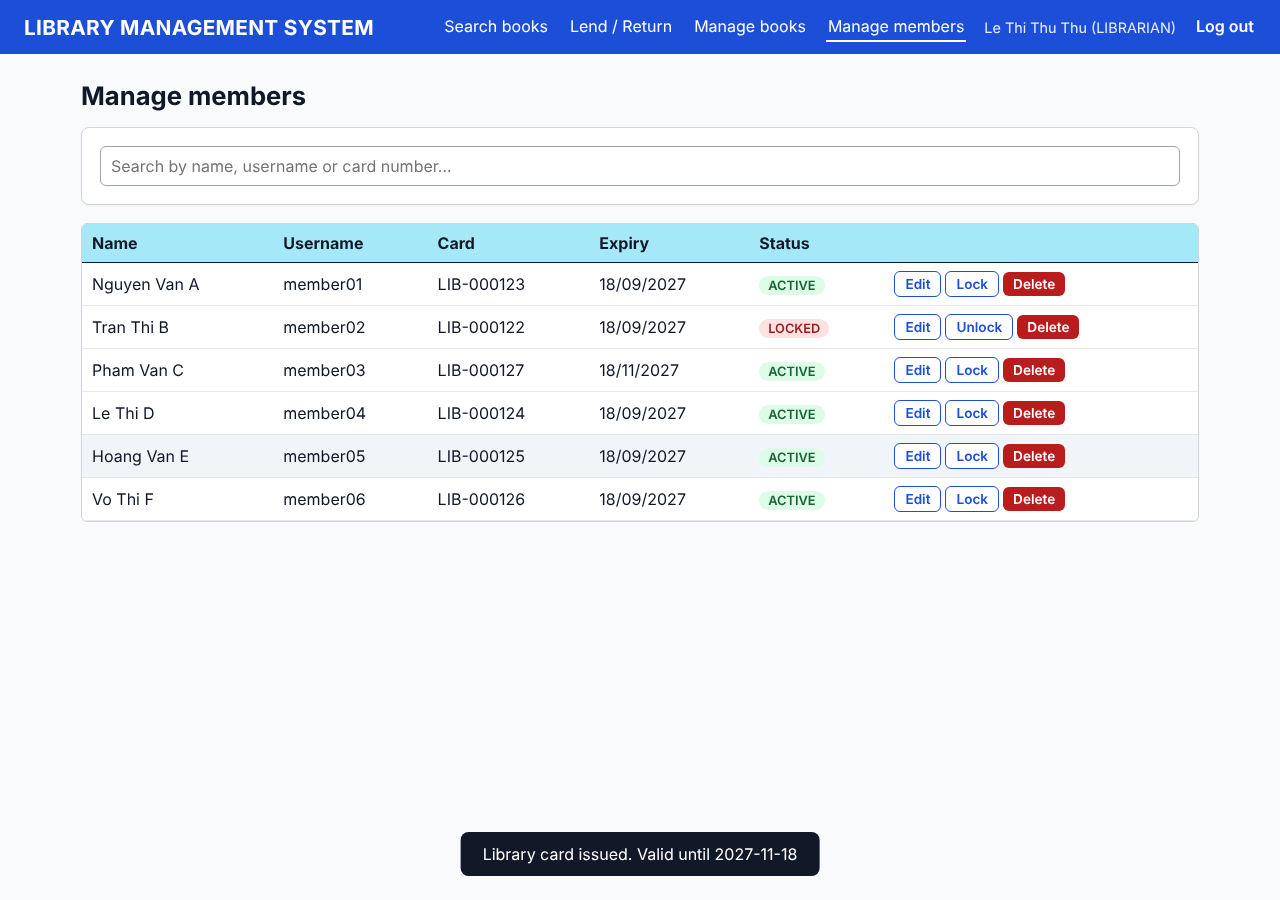 LIBRARY MANAGEMENT SYSTEM Search books Lend / Return Manage books Manage members Le Thi Thu Thu (LIBRARIAN) Log out
Manage members
Search by name, username or card number...
Name Username Card Expiry Status
Nguyen Van A member01 LIB-000123 18/09/2027 ACTIVE Edit Lock Delete
Tran Thi B member02 LIB-000122 18/09/2027 LOCKED Edit Unlock Delete
Pham Van C member03 LIB-000127 18/11/2027 ACTIVE Edit Lock Delete
Le Thi D member04 LIB-000124 18/09/2027 ACTIVE Edit Lock Delete
Hoang Van E member05 LIB-000125 18/09/2027 ACTIVE Edit Lock Delete
Vo Thi F member06 LIB-000126 18/09/2027 ACTIVE Edit Lock Delete
Library card issued. Valid until 2027-11-18